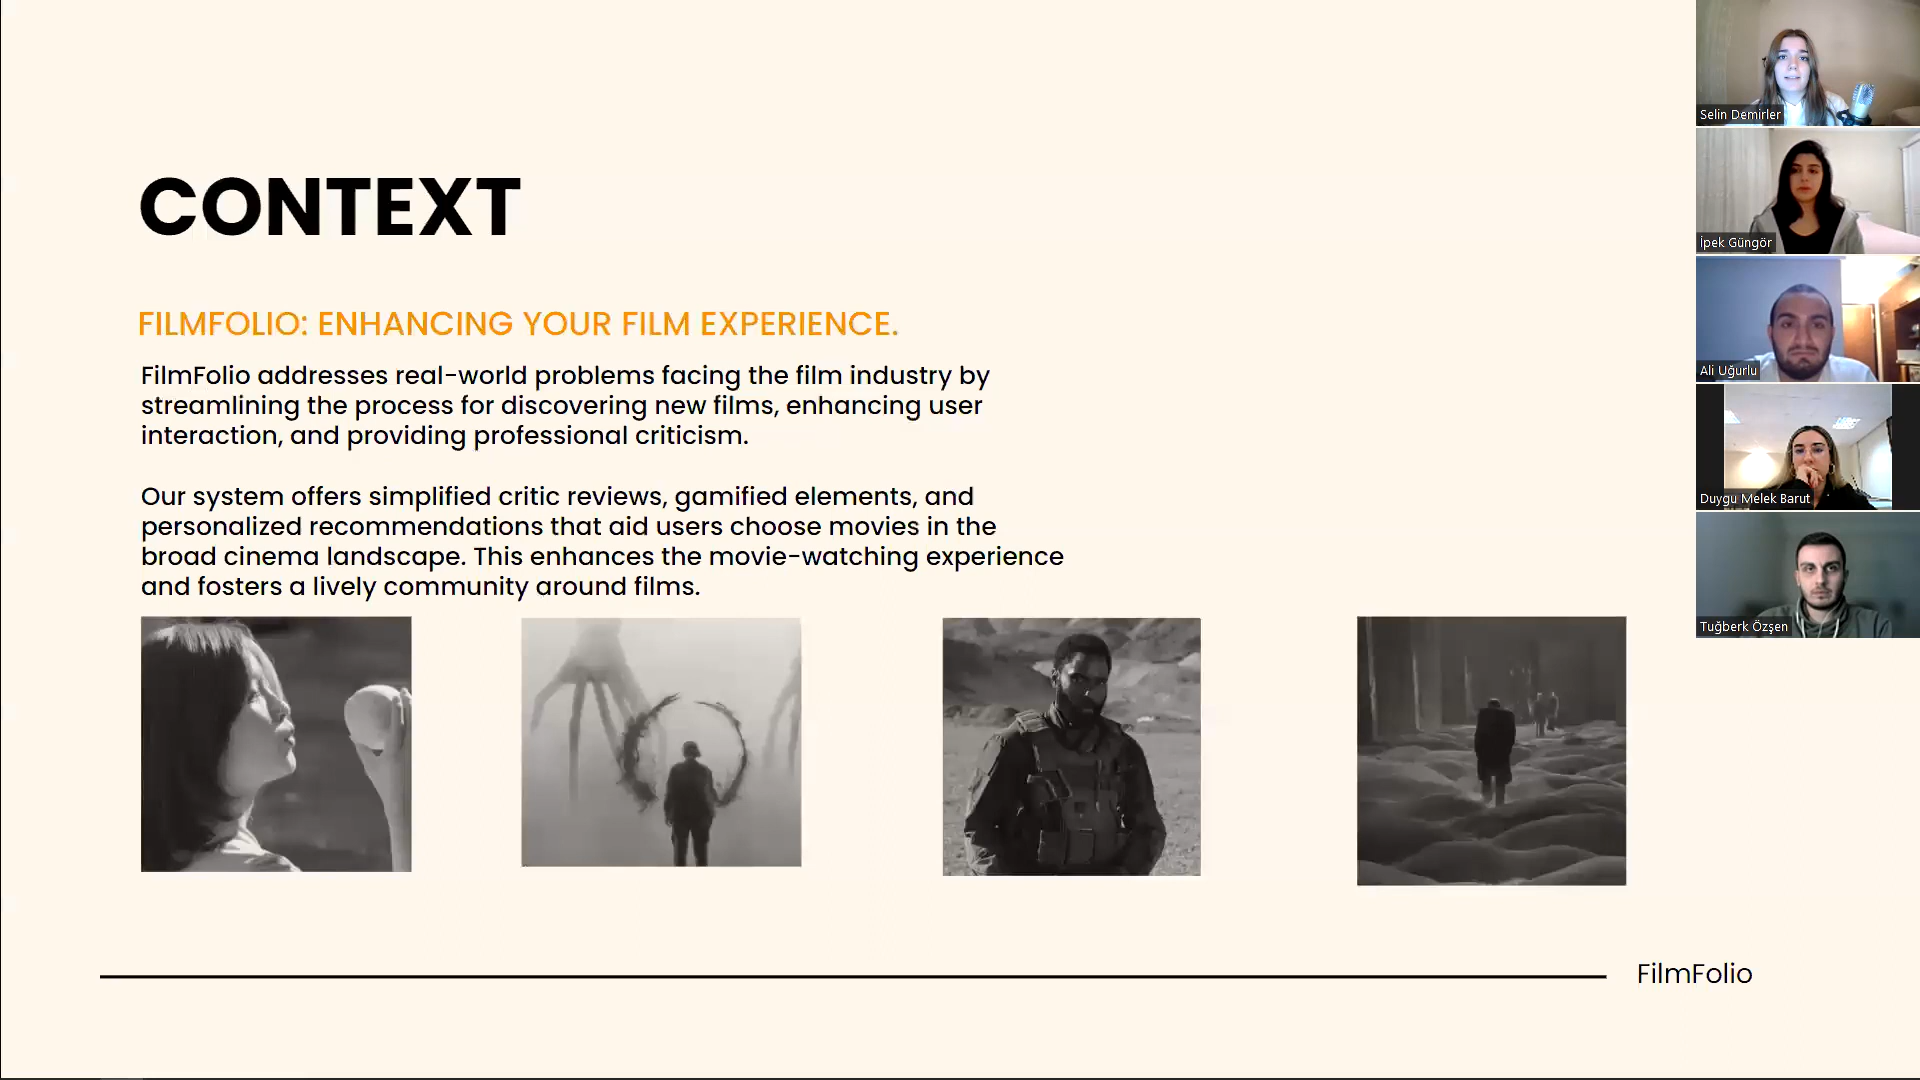 CONTEXT
FILMFOLIO: ENHANCING YOUR FILM EXPERIENCE.
FilmFolio addresses real-world problems facing the film industry by
streamlining the process for discovering new films, enhancing user
interaction, and providing professional criticism.
Our system offers simplified critic reviews, gamified elements, and
personalized recommendations that aid users choose movies in the
broad cinema landscape. This enhances the movie-watching experience
and fosters a lively community around films.
FilmFolio
Selin Demirler
İpek Güngör
Ali Uğurlu
Duygu Melek Barut
Tuğberk Özşen